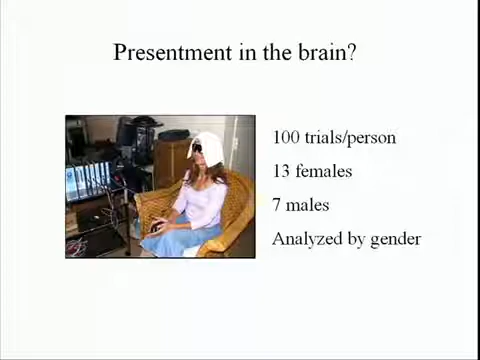 Presentment in the brain?
100 trials/person
13 females
7 males
Analyzed by gender